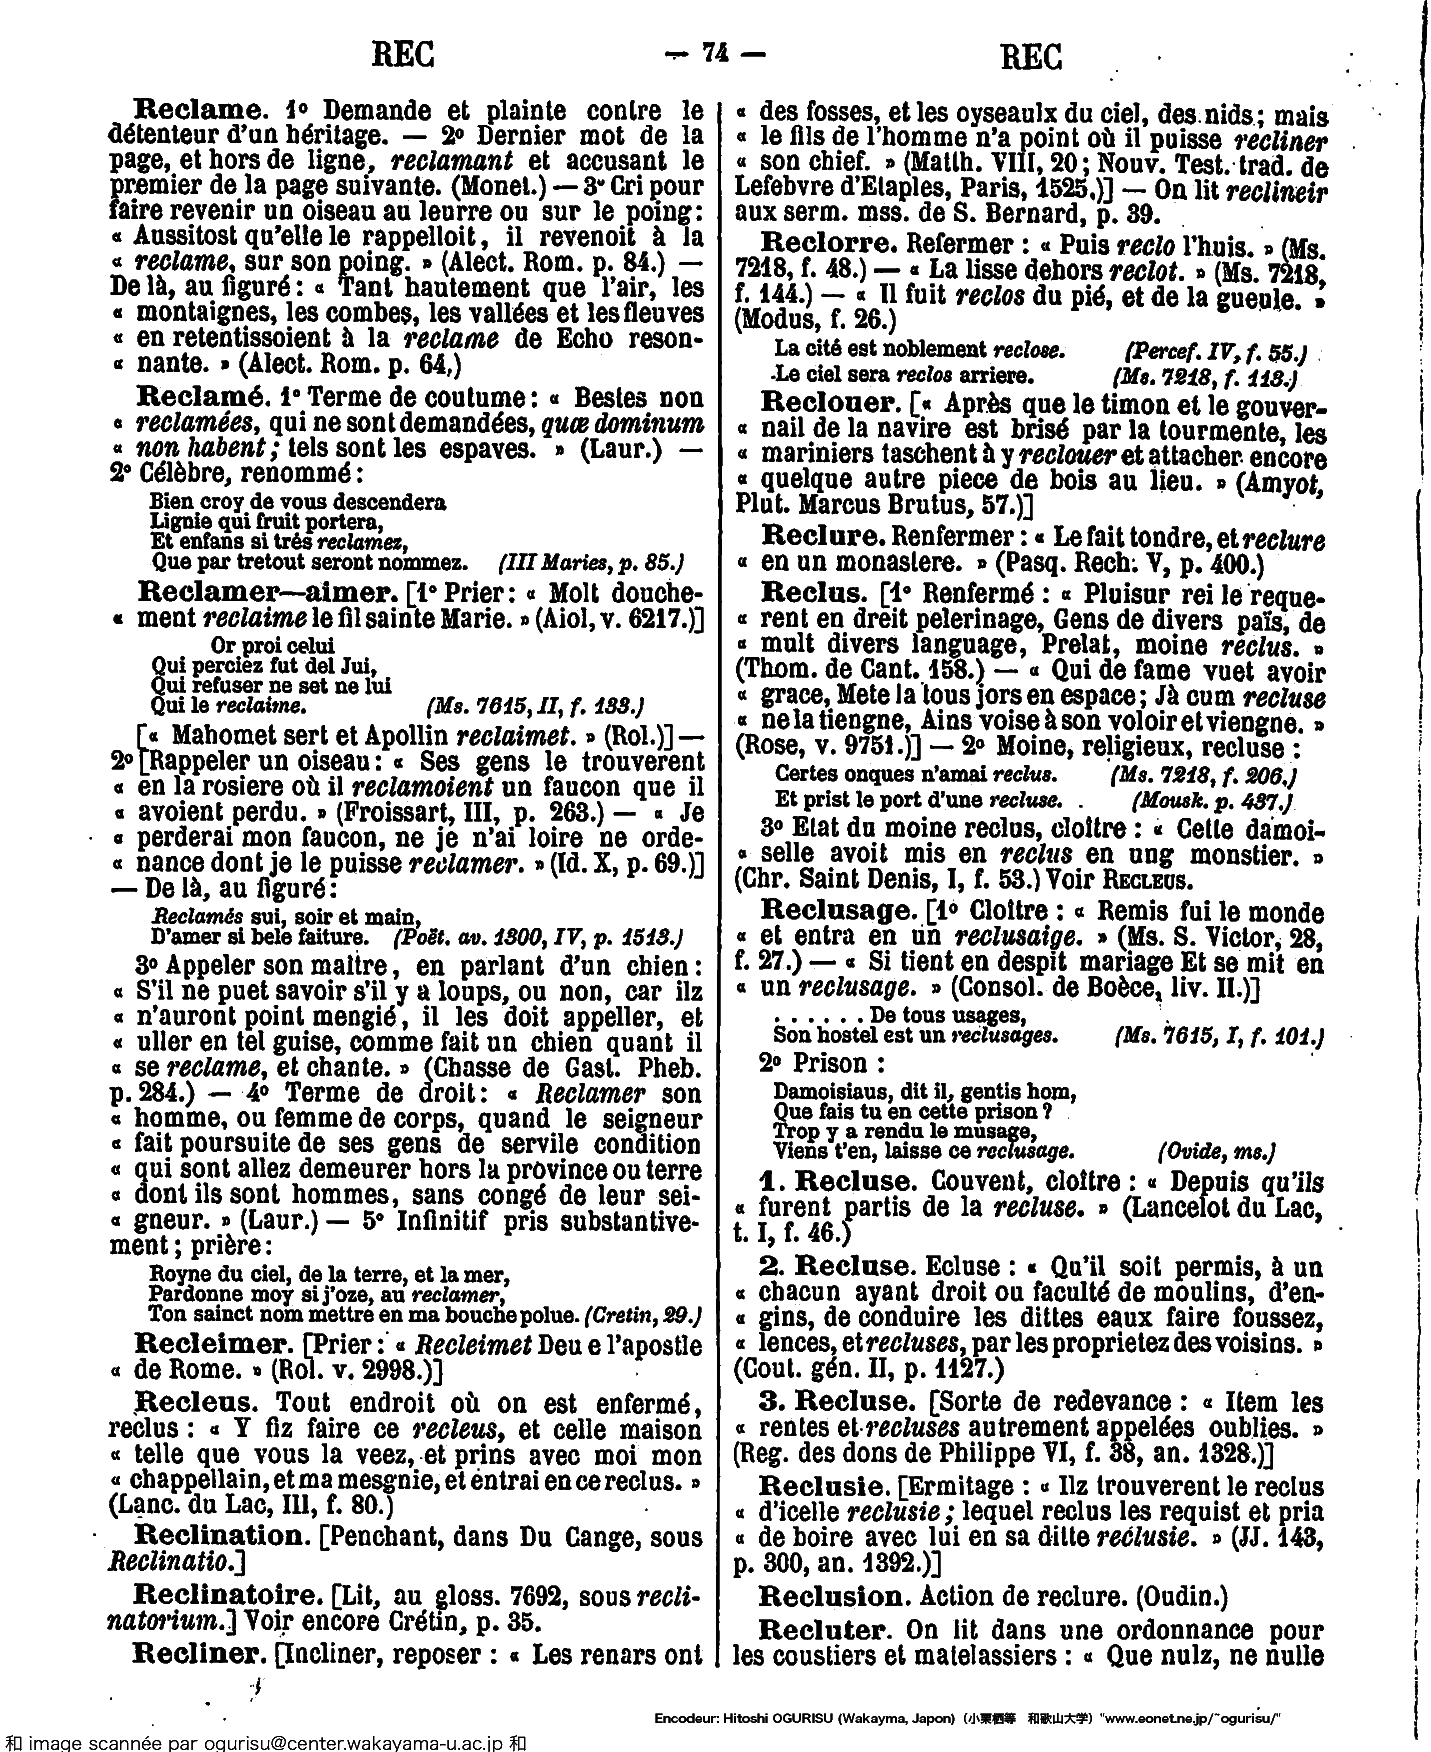 REC
— 74 —
REC
Reclame. 1º Demande et plainte contre le
détenteur d'un héritage. — 2º Dernier mot de la
page, et hors de ligne, reclamant et accusant le
premier de la page suivante. (Monet.) — 3º Cri pour
faire revenir un oiseau au leurre ou sur le poing :
« Aussitost qu'elle le rappelloit, il revenoit à la
« reclame, sur son poing. » (Alect. Rom. p. 84.) —
De là, au figuré : « Tant hautement que l'air, les
« montaignes, les combes, les vallées et les fleuves
« en retentissoient à la reclame de Echo reson-
« nante. » (Alect. Rom. p. 64.)
Reclamé. 1º Terme de coutume : « Bestes non
« reclamées, qui ne sont demandées, quæ dominum
« non habent ; tels sont les espaves. » (Laur.) —
2º Célèbre, renommé :
Bien croy de vous descendera
Lignie qui fruit portera,
Et enfans si trés reclamez,
Que par tretout seront nommez. (III Maries, p. 85.)
Reclamer—aimer. [1º Prier : « Molt douche-
« ment reclaime le fil sainte Marie. » (Aiol, v. 6217.)]
Or proi celui
Qui perciez fut del Jui,
Qui refuser ne set ne lui
Qui le reclaime. (Ms. 7615, II, f. 133.)
[« Mahomet sert et Apollin reclaimet. » (Rol.)] —
2º [Rappeler un oiseau : « Ses gens le trouverent
« en la rosiere où il reclamoient un faucon que il
« avoient perdu. » (Froissart, III, p. 263.) — « Je
« perderai mon faucon, ne je n'ai loire ne orde-
« nance dont je le puisse reclamer. » (Id. X, p. 69.)]
— De là, au figuré :
Reclamés sui, soir et main,
D'amer si bele faiture. (Poët. av. 1300, IV, p. 1513.)
3º Appeler son maitre, en parlant d'un chien :
« S'il ne puet savoir s'il y a loups, ou non, car ilz
« n'auront point mengié, il les doit appeller, et
« uller en tel guise, comme fait un chien quant il
« se reclame, et chante. » (Chasse de Gast. Pheb.
p. 284.) — 4º Terme de droit : « Reclamer son
« homme, ou femme de corps, quand le seigneur
« fait poursuite de ses gens de servile condition
« qui sont allez demeurer hors la province ou terre
« dont ils sont hommes, sans congé de leur sei-
« gneur. » (Laur.) — 5º Infinitif pris substantive-
ment ; prière :
Royne du ciel, de la terre, et la mer,
Pardonne moy si j'oze, au reclamer,
Ton sainct nom mettre en ma bouche polue. (Cretin, 29.)
Recleimer. [Prier : « Recleimet Deu e l'apostle
« de Rome. » (Rol. v. 2998.)]
Recleus. Tout endroit où on est enfermé,
reclus : « Y fiz faire ce recleus, et celle maison
« telle que vous la veez, et prins avec moi mon
« chappellain, et ma mesgnie, et entrai en ce reclus. »
(Lanc. du Lac, III, f. 80.)
Reclination. [Penchant, dans Du Cange, sous
Reclinatio.]
Reclinatoire. [Lit, au gloss. 7692, sous recli-
natorium.] Voir encore Crétin, p. 35.
Recliner. [Incliner, reposer : « Les renars ont
« des fosses, et les oyseaulx du ciel, des nids ; mais
« le fils de l'homme n'a point où il puisse recliner
« son chief. » (Matth. VIII, 20 ; Nouv. Test. trad. de
Lefebvre d'Etaples, Paris, 1525.)] — On lit reclineir
aux serm. mss. de S. Bernard, p. 39.
Reclorre. Refermer : « Puis reclo l'huis. » (Ms.
7218, f. 48.) — « La lisse dehors reclot. » (Ms. 7218,
f. 144.) — « Il fuit reclos du pié, et de la gueule. »
(Modus, f. 26.)
La cité est noblement reclose. (Percef. IV, f. 55.)
Le ciel sera reclos arriere. (Ms. 7218, f. 113.)
Reclouer. [« Après que le timon et le gouver-
« nail de la navire est brisé par la tourmente, les
« mariniers taschent à y reclouer et attacher encore
« quelque autre piece de bois au lieu. » (Amyot,
Plut. Marcus Brutus, 57.)]
Reclure. Renfermer : « Le fait tondre, et reclure
« en un monastere. » (Pasq. Rech. V, p. 400.)
Reclus. [1º Renfermé : « Pluisur rei le reque-
« rent en droit pelerinage, Gens de divers païs, de
« mult divers language, Prelat, moine reclus. »
(Thom. de Cant. 158.) — « Qui de fame vuet avoir
« grace, Mete la tous jors en espace ; Jà cum recluse
« ne la tiengne, Ains voise à son voloir et viengne. »
(Rose, v. 9751.)] — 2º Moine, religieux, recluse :
Certes onques n'amai reclus. (Ms. 7218, f. 206.)
Et prist le port d'une recluse. (Mousk. p. 437.)
3º Etat du moine reclus, cloître : « Cette damoi-
« selle avoit mis en reclus en ung monstier. »
(Chr. Saint Denis, I, f. 53.) Voir RECLEUS.
Reclusage. [1º Cloître : « Remis fui le monde
« et entra en un reclusaige. » (Ms. S. Victor, 28,
f. 27.) — « Si tient en despit mariage Et se mit en
« un reclusage. » (Consol. de Boèce, liv. II.)]
. . . . . . De tous usages,
Son hostel est un reclusages. (Ms. 7615, I, f. 101.)
2º Prison :
Damoisiaus, dit il, gentis hom,
Que fais tu en cette prison ?
Trop y a rendu le musage,
Viens t'en, laisse ce reclusage. (Ovide, ms.)
1. Recluse. Couvent, cloître : « Depuis qu'ils
« furent partis de la recluse. » (Lancelot du Lac,
t. I, f. 46.)
2. Recluse. Ecluse : « Qu'il soit permis, à un
« chacun ayant droit ou faculté de moulins, d'en-
« gins, de conduire les dittes eaux faire foussez,
« lences, et recluses, par les proprietez des voisins. »
(Cout. gén. II, p. 1127.)
3. Recluse. [Sorte de redevance : « Item les
« rentes et recluses autrement appelées oublies. »
(Reg. des dons de Philippe VI, f. 38, an. 1328.)]
Reclusie. [Ermitage : « Ilz trouverent le reclus
« d'icelle reclusie ; lequel reclus les requist et pria
« de boire avec lui en sa ditte reclusie. » (JJ. 143,
p. 300, an. 1392.)]
Reclusion. Action de reclure. (Oudin.)
Recluter. On lit dans une ordonnance pour
les coustiers et matelassiers : « Que nulz, ne nulle
Encodeur: Hitoshi OGURISU (Wakayma, Japon) (小栗栖等 和歌山大学) "www.eonet.ne.jp/~ogurisu/"
和 image scannée par ogurisu@center.wakayama-u.ac.jp 和